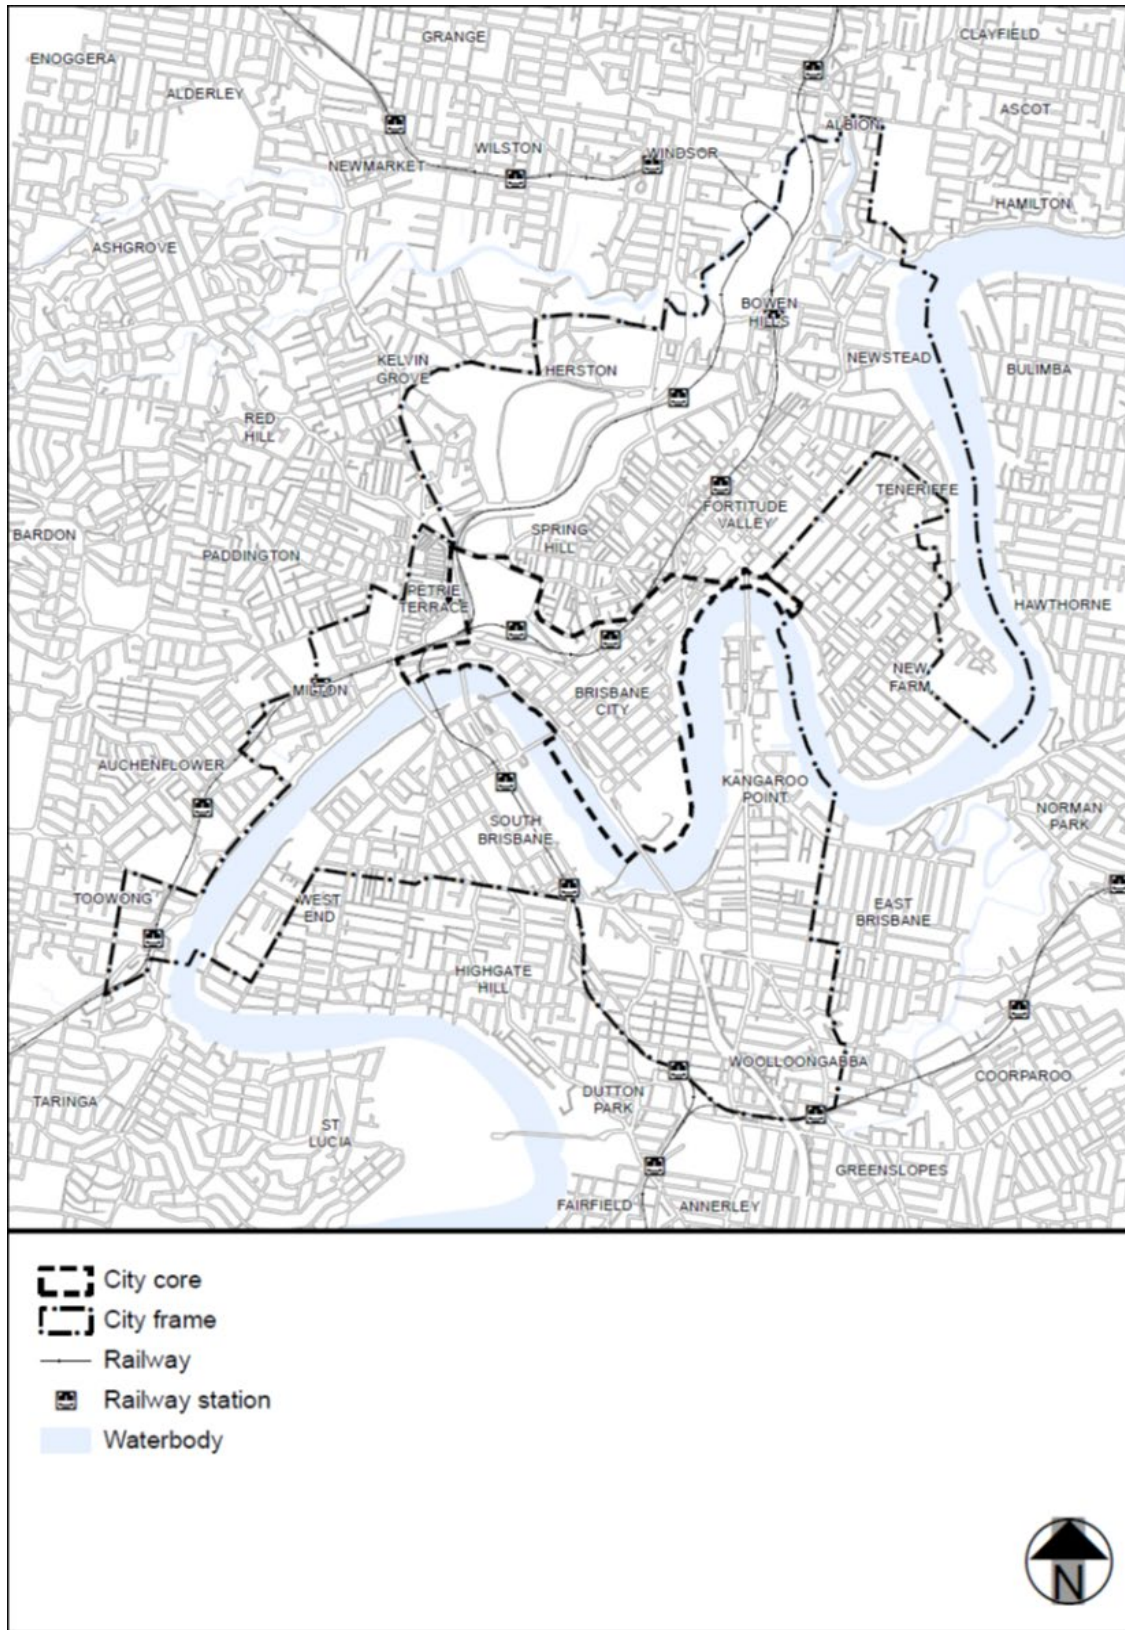 GRANGE
CLAYFIELD
ENOGGERA
ALDERLEY
ASCOT
ALBION
WILSTON
WINDSOR
NEWMARKET
HAMILTON
ASHGROVE
BOWEN
HILLS
NEWSTEAD
KELVIN
GROVE
HERSTON
BULIMBA
RED
HILL
TENERIFFE
FORTITUDE
VALLEY
SPRING
HILL
BARDON
PADDINGTON
PETRIE
TERRACE
HAWTHORNE
NEW
FARM
MILTON
BRISBANE
CITY
AUCHENFLOWER
KANGAROO
POINT
NORMAN
PARK
SOUTH
BRISBANE
TOOWONG
WEST
END
EAST
BRISBANE
HIGHGATE
HILL
WOOLLOONGABBA
COORPAROO
DUTTON
PARK
TARINGA
ST
LUCIA
GREENSLOPES
FAIRFIELD
ANNERLEY
City core
City frame
Railway
Railway station
Waterbody
N